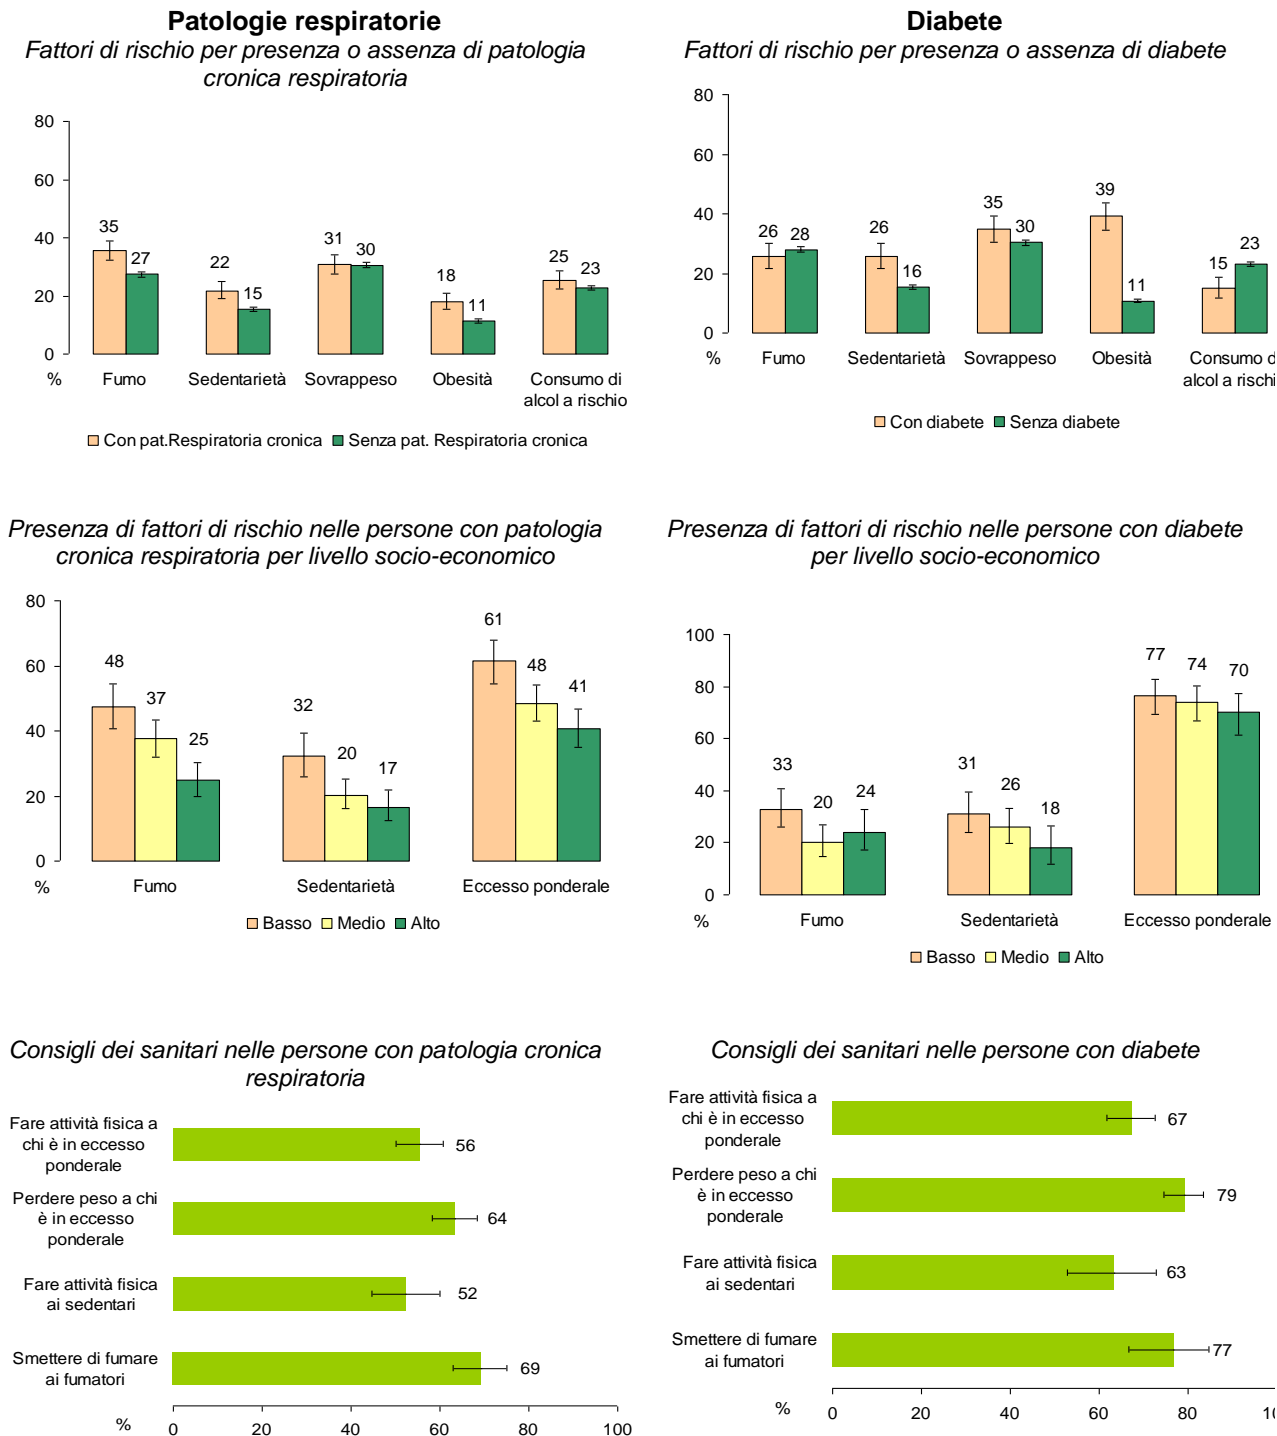 Patologie respiratorie
Fattori di rischio per presenza o assenza di patologia
cronica respiratoria
80
60
40
20
0
35
27
22
15
31
30
18
11
25
23
%
Fumo
Sedentarietà
Sovrappeso
Obesità
Consumo di
alcol a rischio
Con pat.Respiratoria cronica
Senza pat. Respiratoria cronica
Diabete
Fattori di rischio per presenza o assenza di diabete
80
60
40
20
0
26
28
26
16
35
30
39
11
15
23
%
Fumo
Sedentarietà
Sovrappeso
Obesità
Consumo di
alcol a rischi
Con diabete
Senza diabete
Presenza di fattori di rischio nelle persone con patologia
cronica respiratoria per livello socio-economico
80
60
40
20
0
48
37
25
32
20
17
61
48
41
%
Fumo
Sedentarietà
Eccesso ponderale
Basso
Medio
Alto
Presenza di fattori di rischio nelle persone con diabete
per livello socio-economico
100
80
60
40
20
0
33
20
24
31
26
18
77
74
70
%
Fumo
Sedentarietà
Eccesso ponderale
Basso
Medio
Alto
Consigli dei sanitari nelle persone con patologia cronica
respiratoria
Fare attività fisica a
chi è in eccesso
ponderale
56
Perdere peso a chi
è in eccesso
ponderale
64
Fare attività fisica
ai sedentari
52
Smettere di fumare
ai fumatori
69
%
0
20
40
60
80
100
Consigli dei sanitari nelle persone con diabete
Fare attività fisica a
chi è in eccesso
ponderale
67
Perdere peso a chi
è in eccesso
ponderale
79
Fare attività fisica
ai sedentari
63
Smettere di fumare
ai fumatori
77
%
0
20
40
60
80